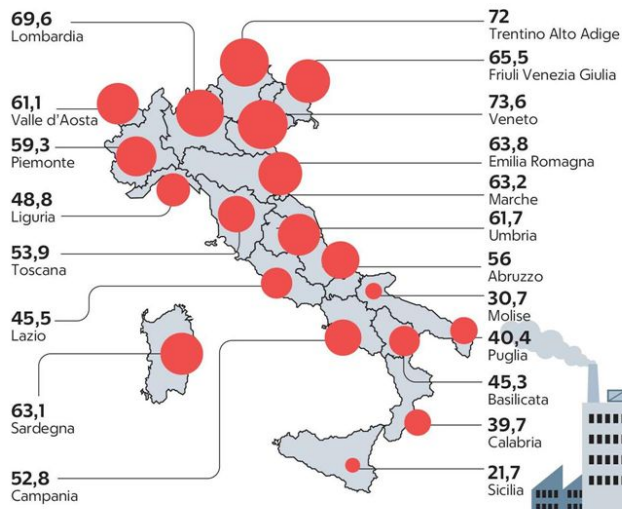 69,6
Lombardia
61,1
Valle d'Aosta
59,3
Piemonte
48,8
Liguria
53,9
Toscana
45,5
Lazio
63,1
Sardegna
52,8
Campania
72
Trentino Alto Adige
65,5
Friuli Venezia Giulia
73,6
Veneto
63,8
Emilia Romagna
63,2
Marche
61,7
Umbria
56
Abruzzo
30,7
Molise
40,4
Puglia
45,3
Basilicata
39,7
Calabria
21,7
Sicilia